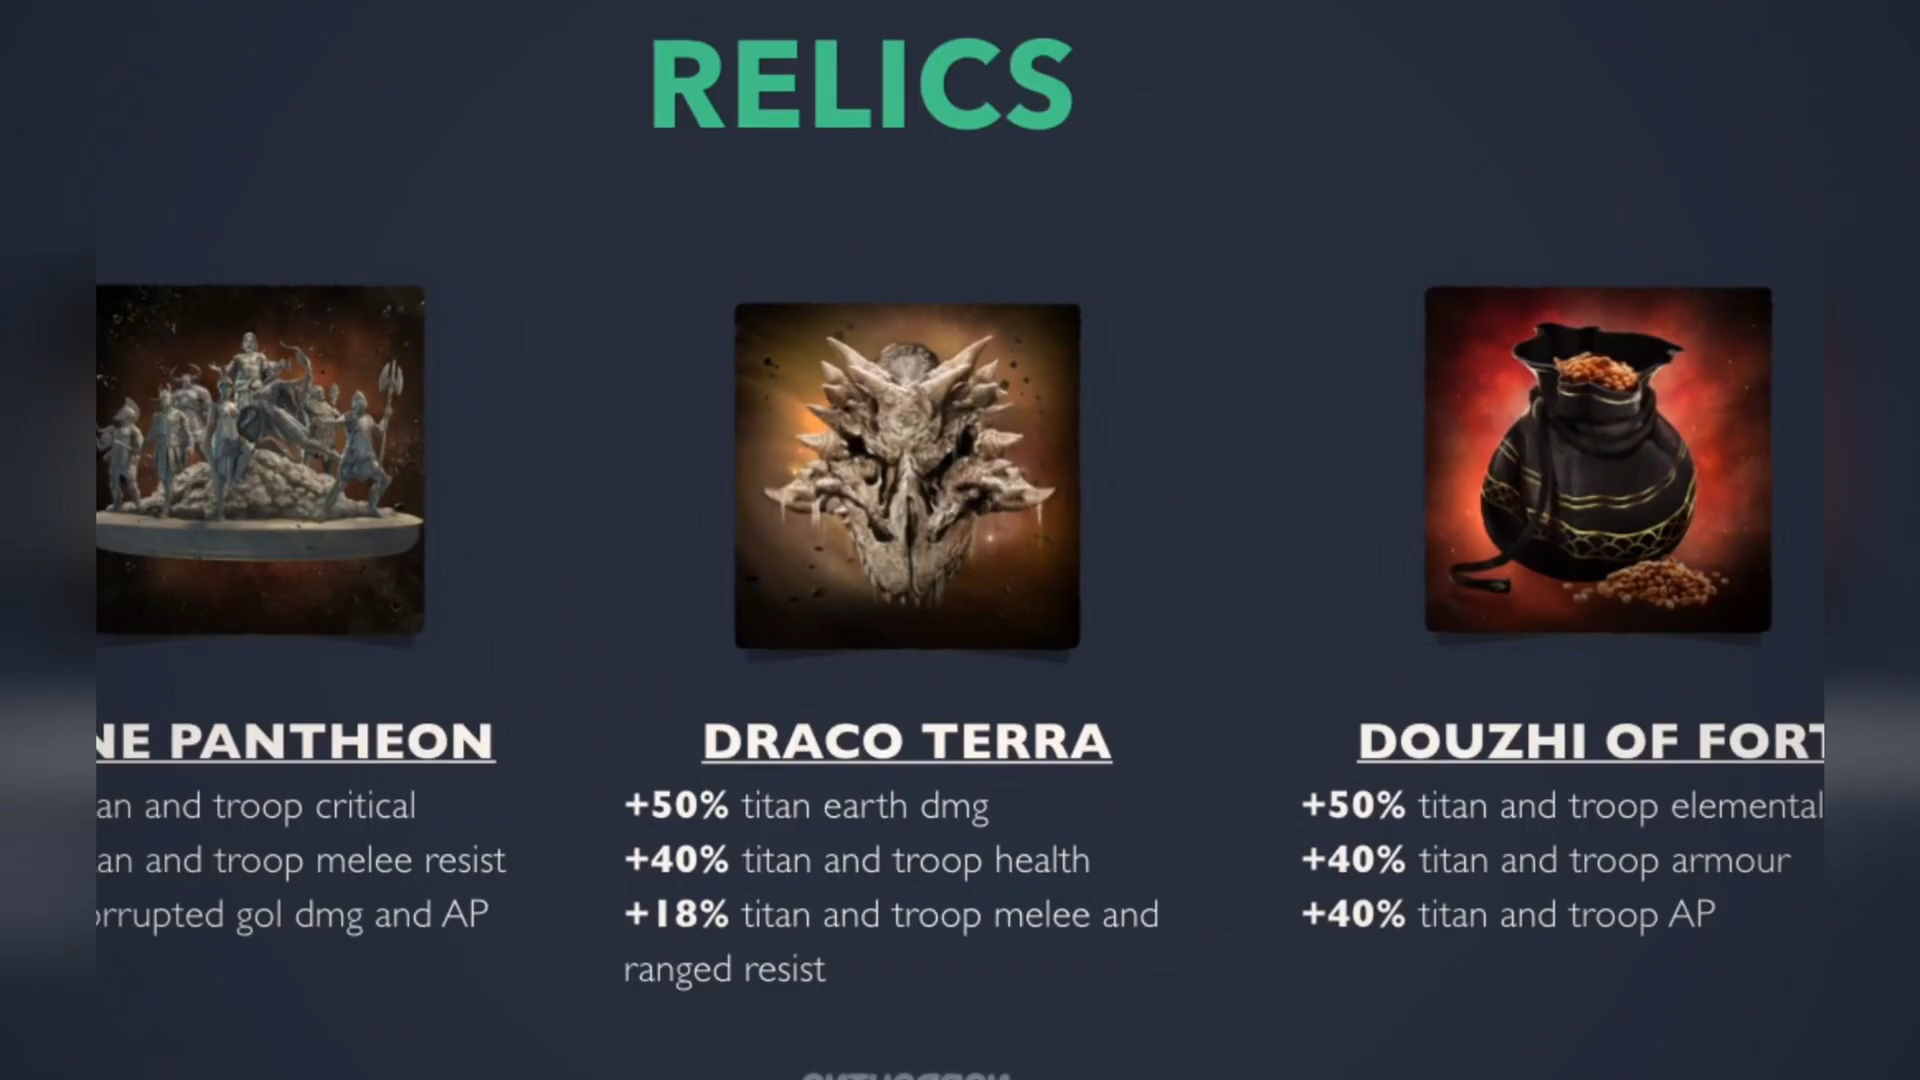 RELICS
NE PANTHEON
an and troop critical
an and troop melee resist
orrupted gol dmg and AP
DRACO TERRA
+50% titan earth dmg
+40% titan and troop health
+18% titan and troop melee and
ranged resist
DOUZHI OF FORT
+50% titan and troop elemental
+40% titan and troop armour
+40% titan and troop AP